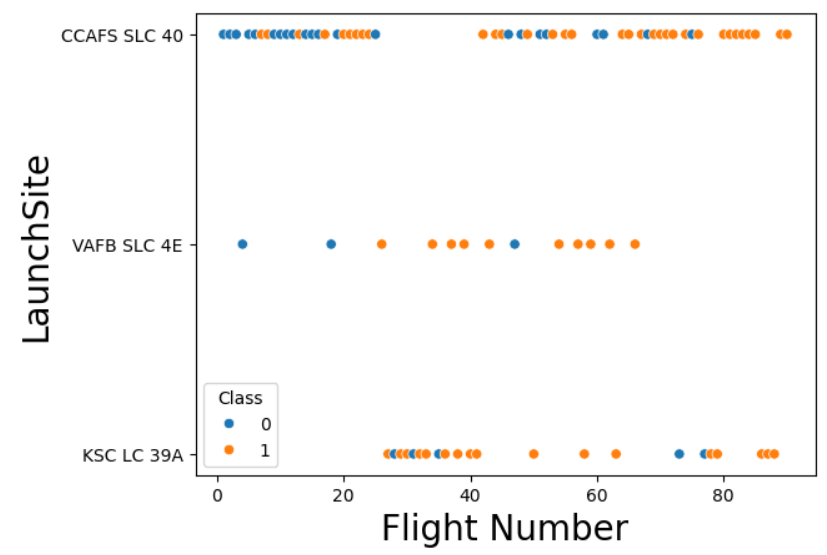 CCAFS SLC 40
VAFB SLC 4E
KSC LC 39A
LaunchSite
Class
0
1
0 20 40 60 80
Flight Number